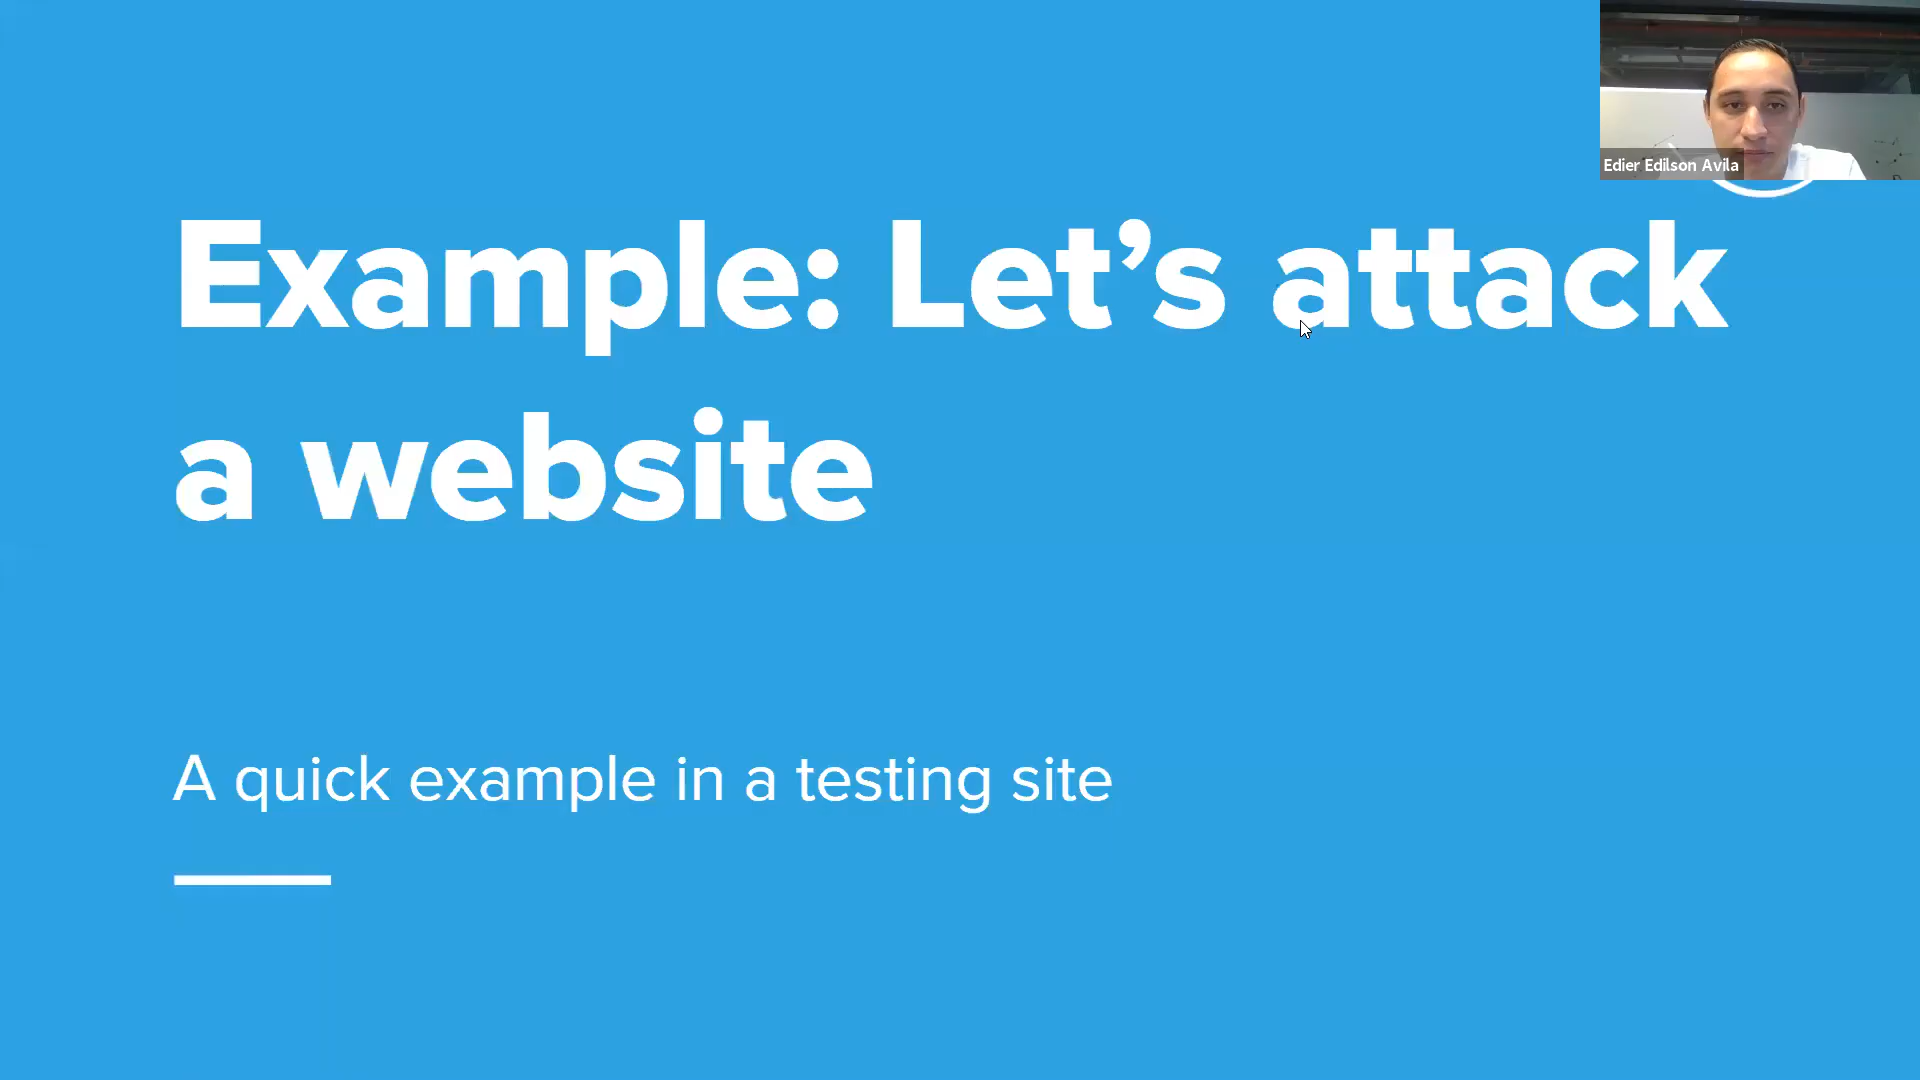 Edier Edilson Avila
Example: Let’s attack
a website
A quick example in a testing site